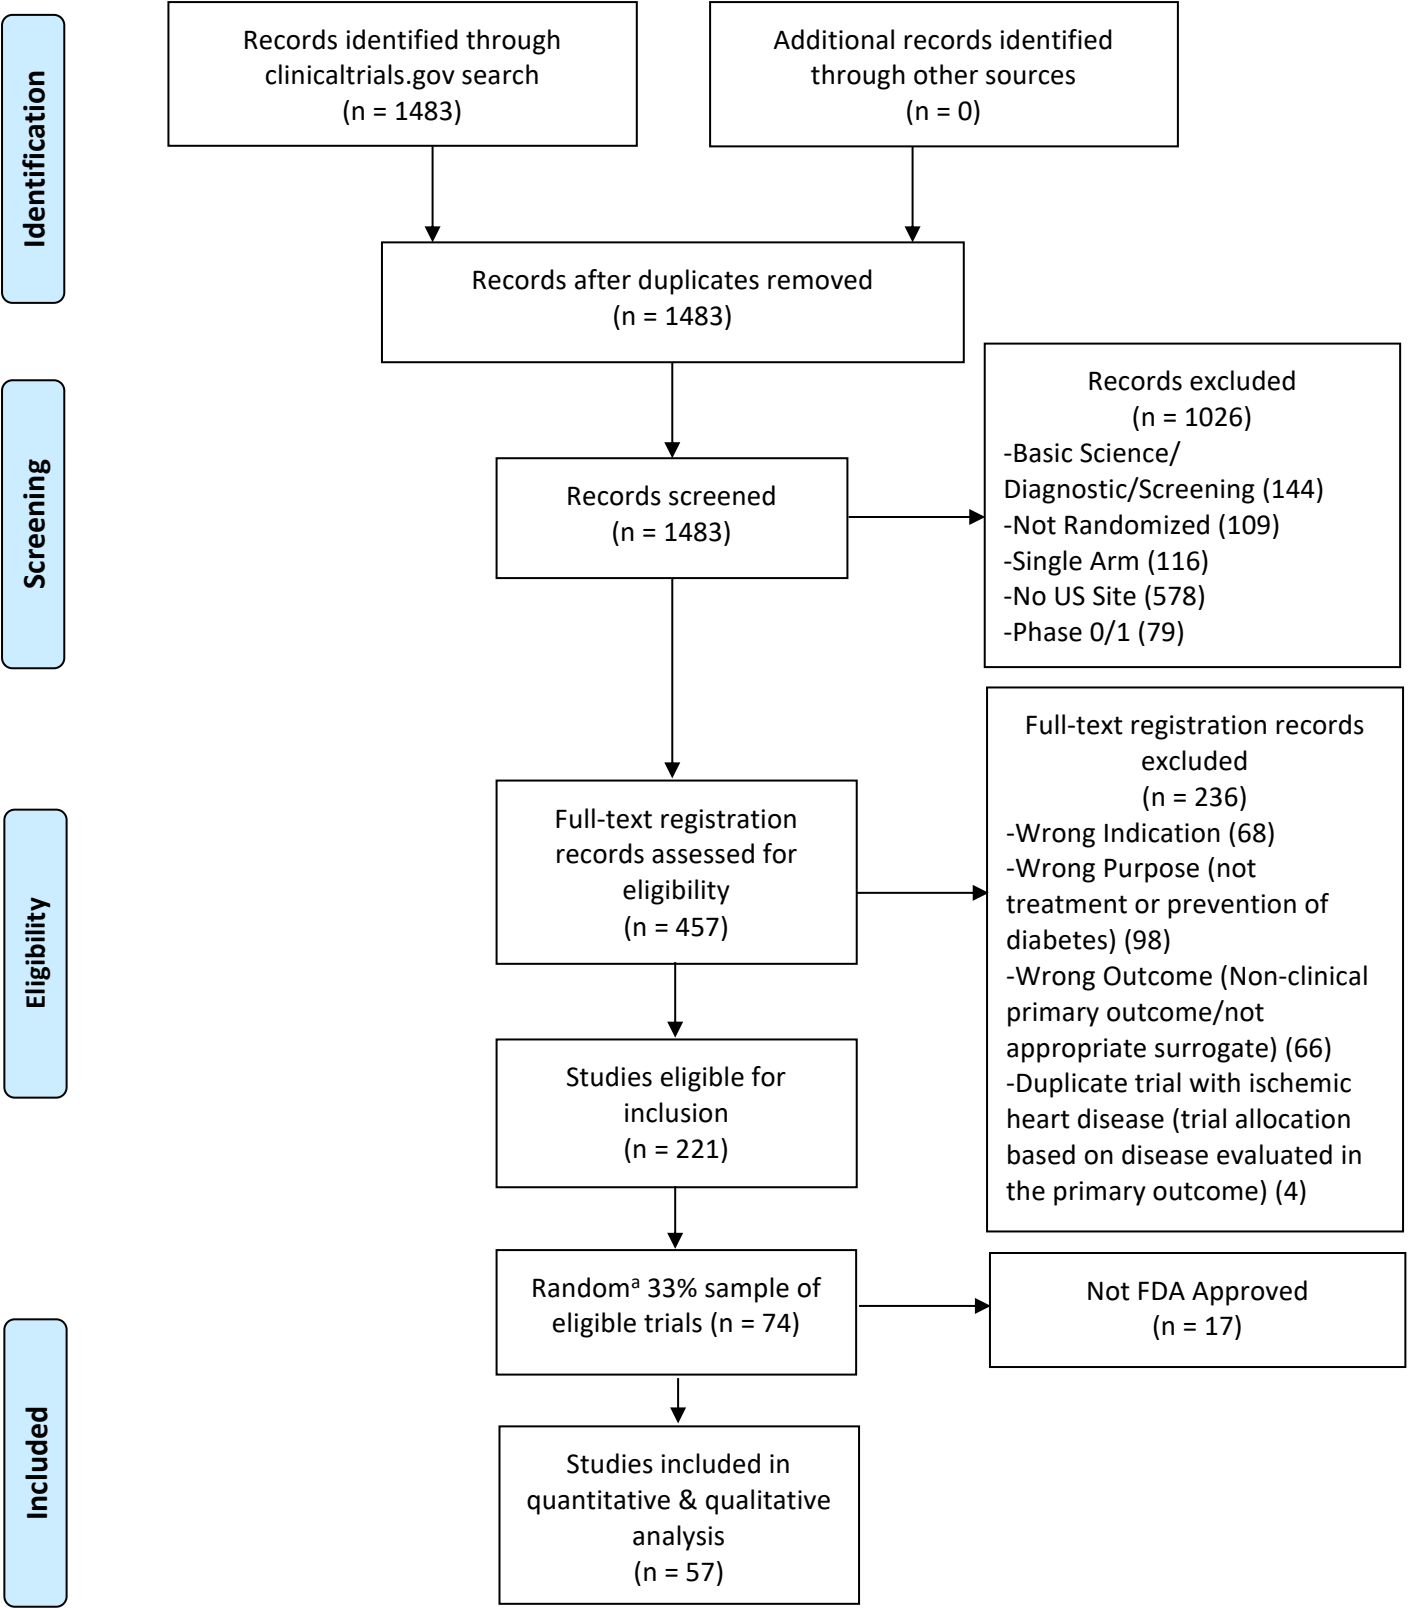 Identification
Records identified through
clinicaltrials.gov search
(n = 1483)
Additional records identified
through other sources
(n = 0)
Records after duplicates removed
(n = 1483)
Screening
Records screened
(n = 1483)
Records excluded
(n = 1026)
-Basic Science/
Diagnostic/Screening (144)
-Not Randomized (109)
-Single Arm (116)
-No US Site (578)
-Phase 0/1 (79)
Eligibility
Full-text registration
records assessed for
eligibility
(n = 457)
Full-text registration records
excluded
(n = 236)
-Wrong Indication (68)
-Wrong Purpose (not
treatment or prevention of
diabetes) (98)
-Wrong Outcome (Non-clinical
primary outcome/not
appropriate surrogate) (66)
-Duplicate trial with ischemic
heart disease (trial allocation
based on disease evaluated in
the primary outcome) (4)
Studies eligible for
inclusion
(n = 221)
Randomᵃ 33% sample of
eligible trials (n = 74)
Not FDA Approved
(n = 17)
Included
Studies included in
quantitative & qualitative
analysis
(n = 57)